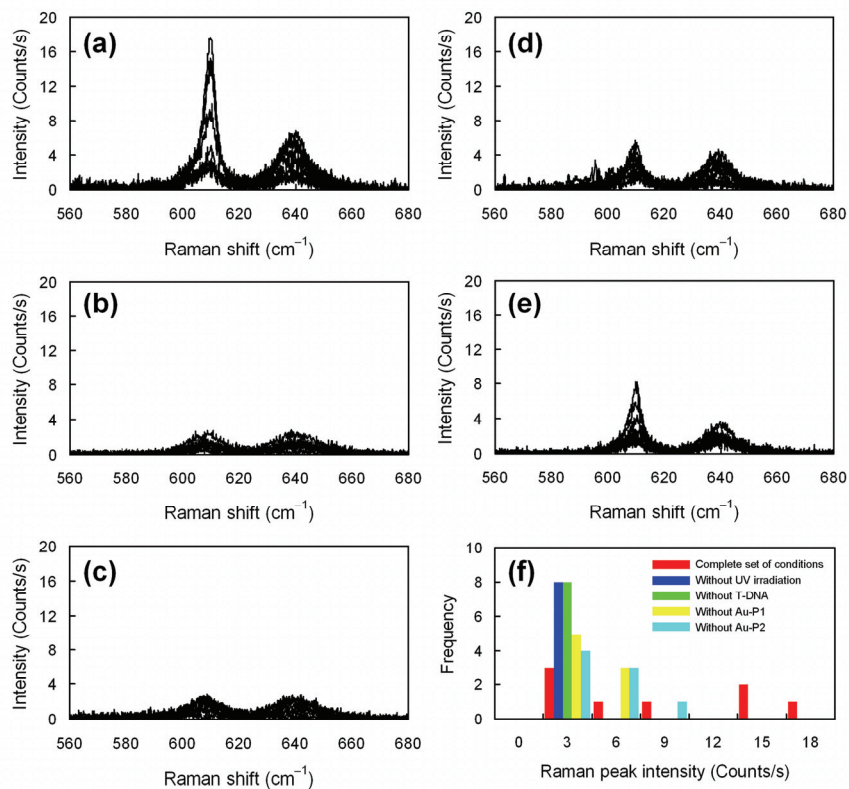 (a)
Intensity (Counts/s)
20
16
12
8
4
0
560 580 600 620 640 660 680
Raman shift (cm⁻¹)
(b)
Intensity (Counts/s)
20
16
12
8
4
0
560 580 600 620 640 660 680
Raman shift (cm⁻¹)
(c)
Intensity (Counts/s)
20
16
12
8
4
0
560 580 600 620 640 660 680
Raman shift (cm⁻¹)
(d)
Intensity (Counts/s)
20
16
12
8
4
0
560 580 600 620 640 660 680
Raman shift (cm⁻¹)
(e)
Intensity (Counts/s)
20
16
12
8
4
0
560 580 600 620 640 660 680
Raman shift (cm⁻¹)
(f)
Complete set of conditions
Without UV irradiation
Without T-DNA
Without Au-P1
Without Au-P2
Frequency
10
8
6
4
2
0
0 3 6 9 12 15 18
Raman peak intensity (Counts/s)